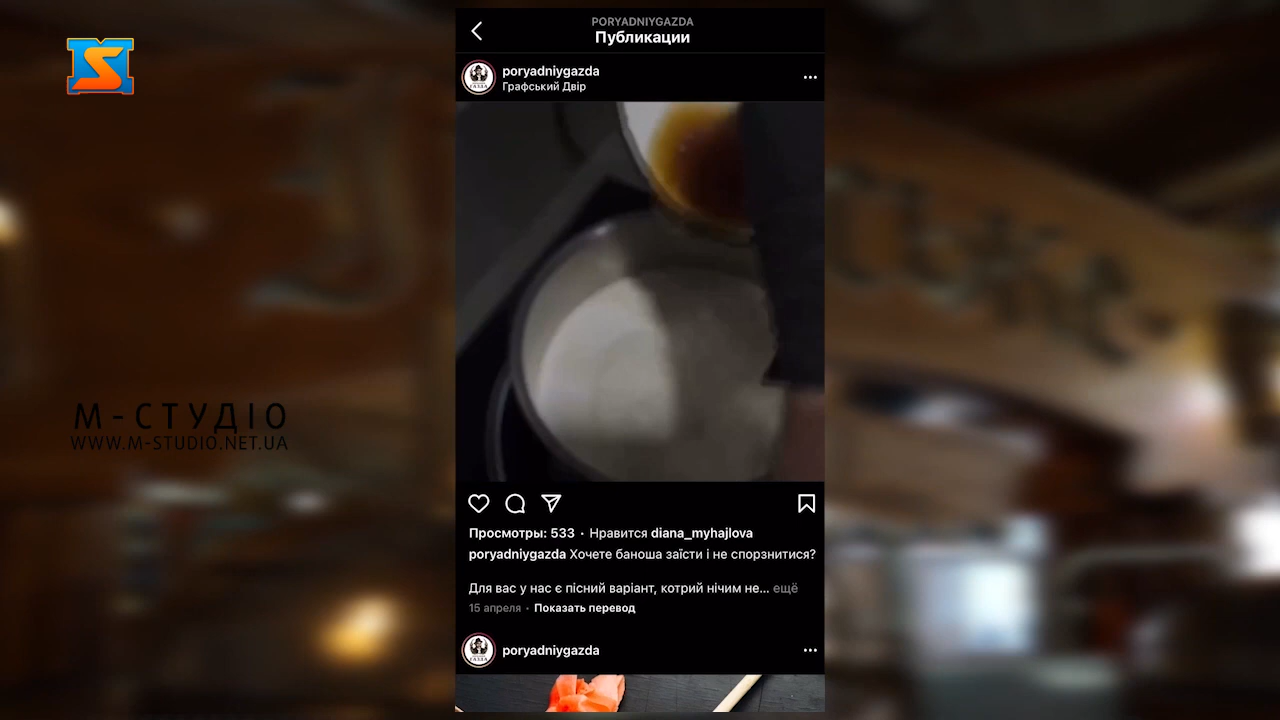 PORYADNIYGAZDA
Публикации
poryadniygazda
Графський Двір
М-СТУДІО
WWW.M-STUDIO.NET.UA
Просмотры: 533 · Нравится diana_myhajlova
poryadniygazda Хочете баноша заїсти і не спорзнитися?
Для вас у нас є пісний варіант, котрий нічим не... ещё
15 апреля · Показать перевод
poryadniygazda